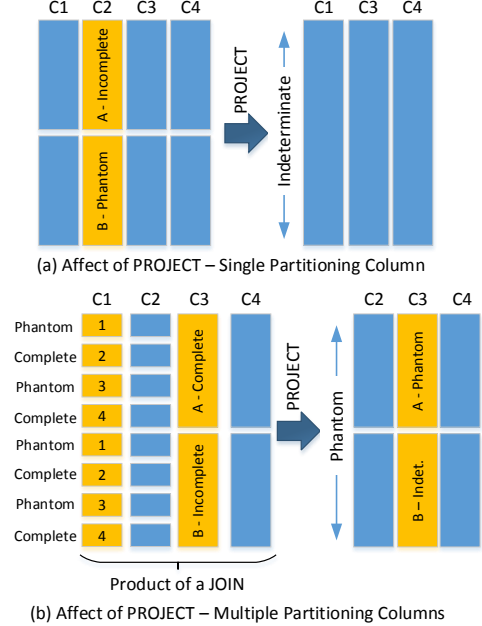 C1 C2 C3 C4
A - Incomplete
B - Phantom
PROJECT
Indeterminate
C1 C3 C4
(a) Affect of PROJECT – Single Partitioning Column
C1 C2 C3 C4
Phantom 1
Complete 2
Phantom 3
Complete 4
Phantom 1
Complete 2
Phantom 3
Complete 4
A - Complete
B - Incomplete
PROJECT
Phantom
C2 C3 C4
A - Phantom
B – Indet.
Product of a JOIN
(b) Affect of PROJECT – Multiple Partitioning Columns